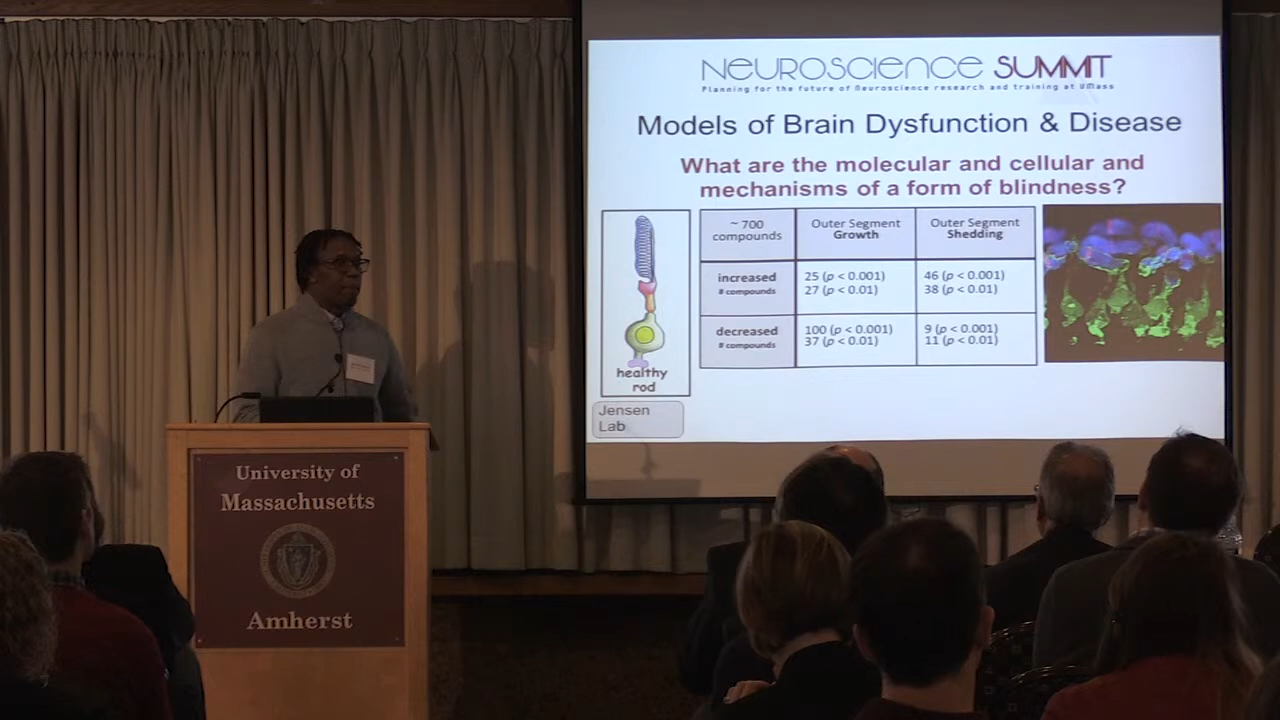 NEUROSCIENCE SUMMIT
Planning for the future of Neuroscience research and training at UMass
Models of Brain Dysfunction & Disease
What are the molecular and cellular and
mechanisms of a form of blindness?
~ 700
compounds
Outer Segment
Growth
Outer Segment
Shedding
increased
# compounds
25 (p < 0.001)
27 (p < 0.01)
46 (p < 0.001)
38 (p < 0.01)
decreased
# compounds
100 (p < 0.001)
37 (p < 0.01)
9 (p < 0.001)
11 (p < 0.01)
healthy
rod
Jensen
Lab
University of
Massachusetts
Amherst